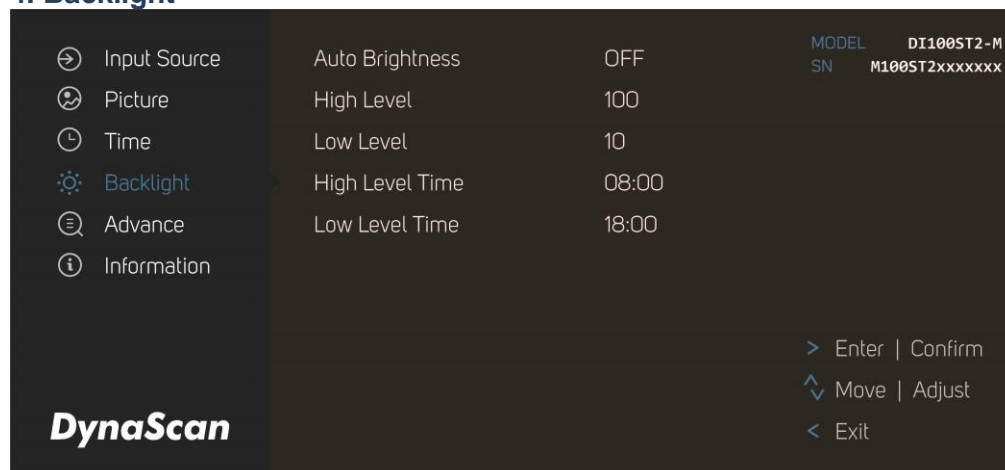 Backlight
Input Source
Picture
Time
Backlight
Advance
Information
DynaScan
Auto Brightness OFF
High Level 100
Low Level 10
High Level Time 08:00
Low Level Time 18:00
MODEL DI100ST2-M
SN M100ST2xxxxxxx
> Enter | Confirm
Move | Adjust
< Exit